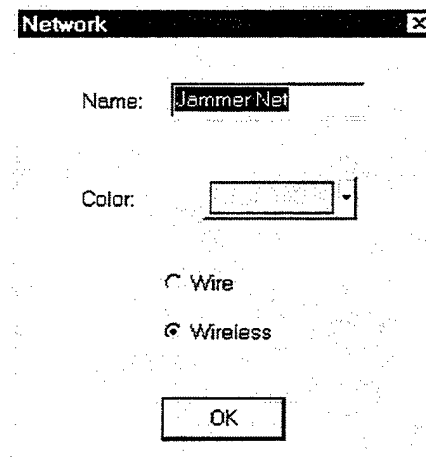 Network
Name: Jammer Net
Color:
Wire
Wireless
OK